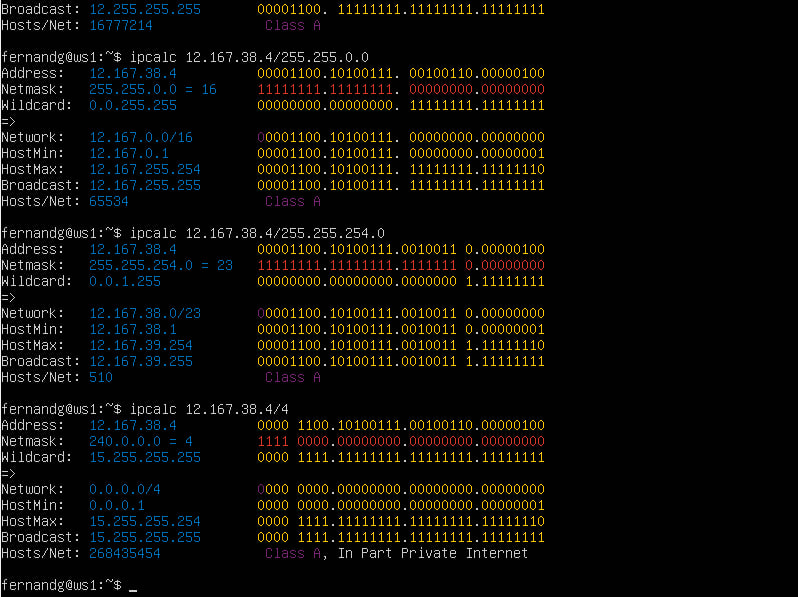 Broadcast: 12.255.255.255       00001100. 11111111.11111111.11111111
Hosts/Net: 16777214              Class A
fernandg@ws1:~$ ipcalc 12.167.38.4/255.255.0.0
Address:   12.167.38.4          00001100.10100111. 00100110.00000100
Netmask:   255.255.0.0 = 16     11111111.11111111. 00000000.00000000
Wildcard:  0.0.255.255          00000000.00000000. 11111111.11111111
=>
Network:   12.167.0.0/16        00001100.10100111. 00000000.00000000
HostMin:   12.167.0.1           00001100.10100111. 00000000.00000001
HostMax:   12.167.255.254       00001100.10100111. 11111111.11111110
Broadcast: 12.167.255.255       00001100.10100111. 11111111.11111111
Hosts/Net: 65534                 Class A
fernandg@ws1:~$ ipcalc 12.167.38.4/255.255.254.0
Address:   12.167.38.4          00001100.10100111.0010011 0.00000100
Netmask:   255.255.254.0 = 23   11111111.11111111.1111111 0.00000000
Wildcard:  0.0.1.255            00000000.00000000.0000000 1.11111111
=>
Network:   12.167.38.0/23       00001100.10100111.0010011 0.00000000
HostMin:   12.167.38.1          00001100.10100111.0010011 0.00000001
HostMax:   12.167.39.254        00001100.10100111.0010011 1.11111110
Broadcast: 12.167.39.255        00001100.10100111.0010011 1.11111111
Hosts/Net: 510                   Class A
fernandg@ws1:~$ ipcalc 12.167.38.4/4
Address:   12.167.38.4          0000 1100.10100111.00100110.00000100
Netmask:   240.0.0.0 = 4        1111 0000.00000000.00000000.00000000
Wildcard:  15.255.255.255       0000 1111.11111111.11111111.11111111
=>
Network:   0.0.0.0/4            0000 0000.00000000.00000000.00000000
HostMin:   0.0.0.1              0000 0000.00000000.00000000.00000001
HostMax:   15.255.255.254       0000 1111.11111111.11111111.11111110
Broadcast: 15.255.255.255       0000 1111.11111111.11111111.11111111
Hosts/Net: 268435454             Class A, In Part Private Internet
fernandg@ws1:~$ _